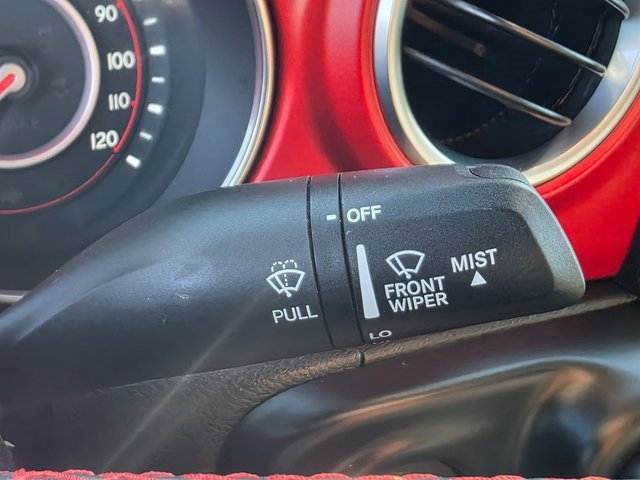 90
100
110
120
OFF
PULL
FRONT
WIPER
MIST
LO